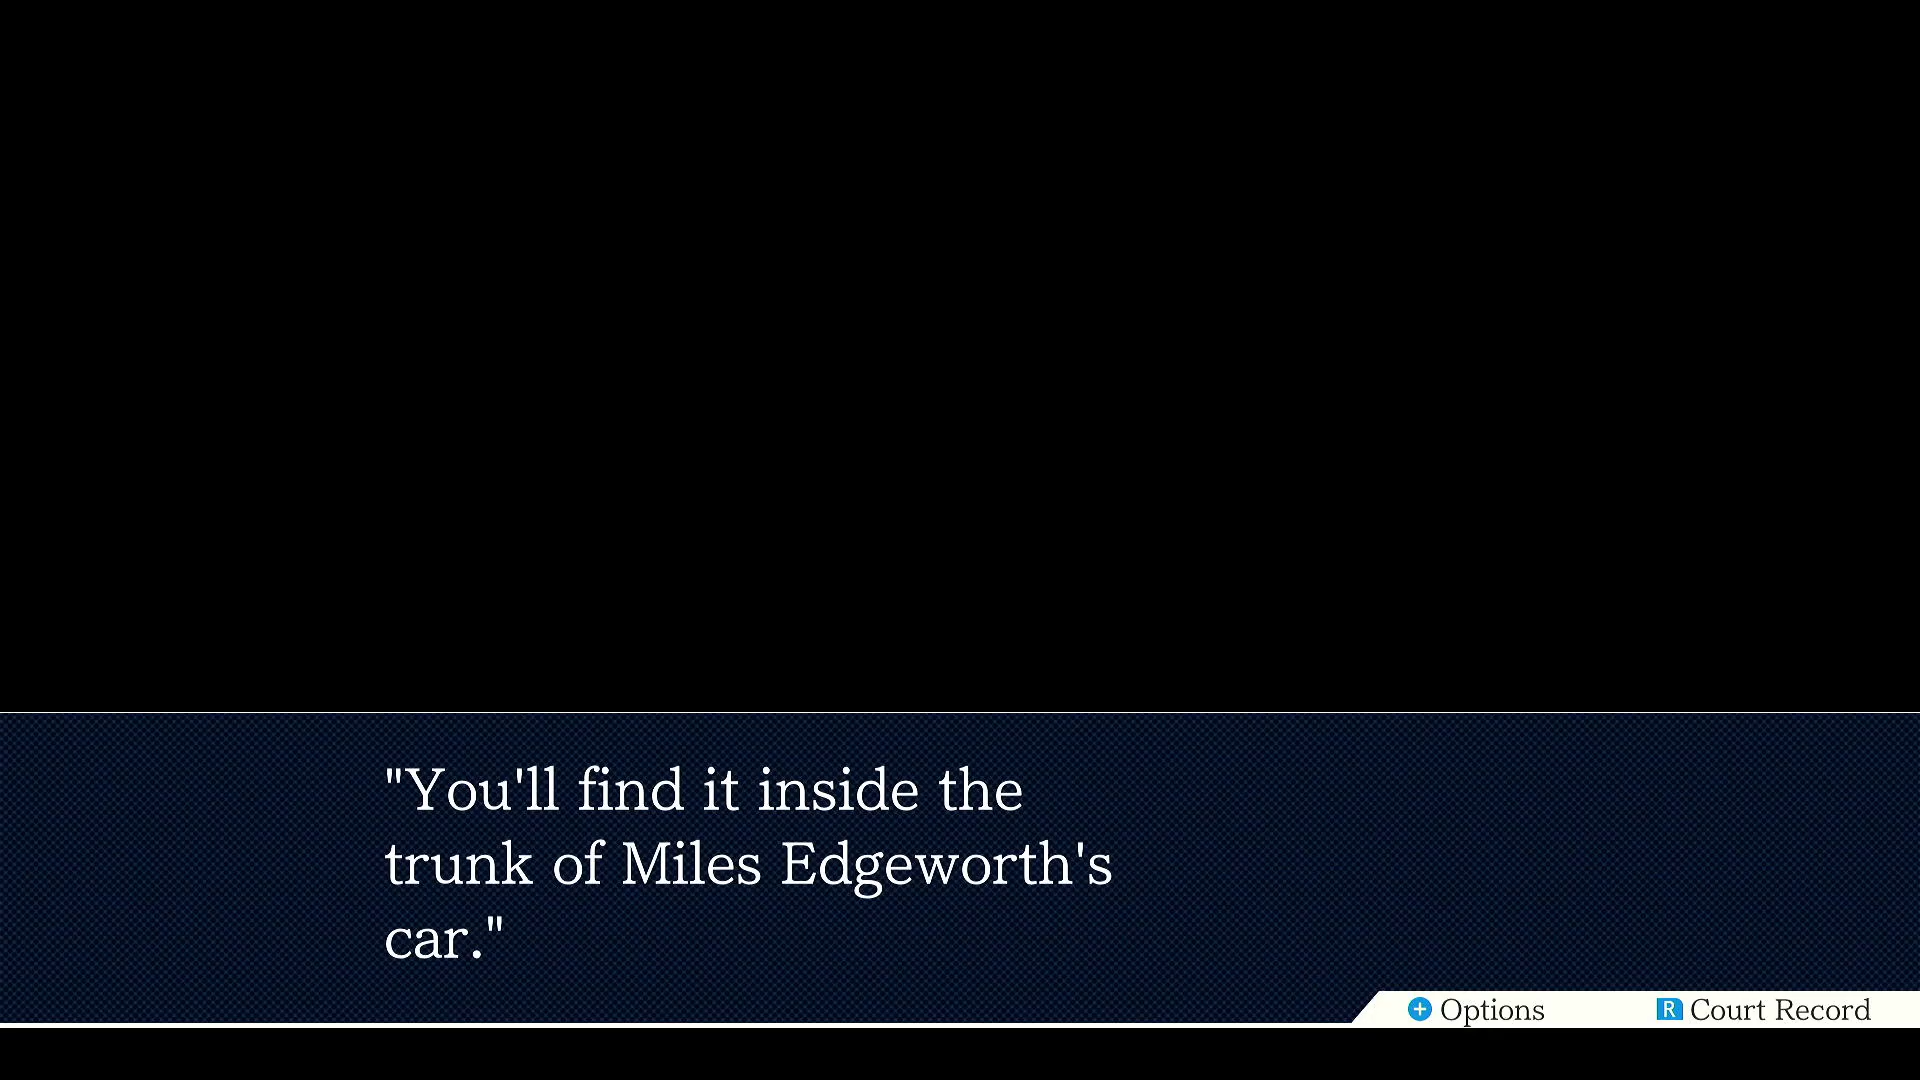 "You'll find it inside the
trunk of Miles Edgeworth's
car."
+ Options
R Court Record